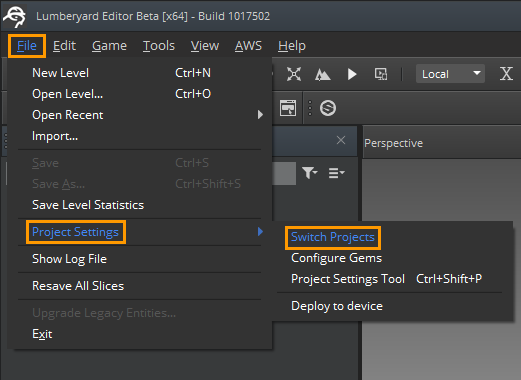 Lumberyard Editor Beta [x64] - Build 1017502
File Edit Game Tools View AWS Help
New Level Ctrl+N
Open Level... Ctrl+O
Open Recent
Import...
Save Ctrl+S
Save As... Ctrl+Shift+S
Save Level Statistics
Project Settings
Show Log File
Resave All Slices
Upgrade Legacy Entities...
Exit
Local X
Perspective
Switch Projects
Configure Gems
Project Settings Tool Ctrl+Shift+P
Deploy to device